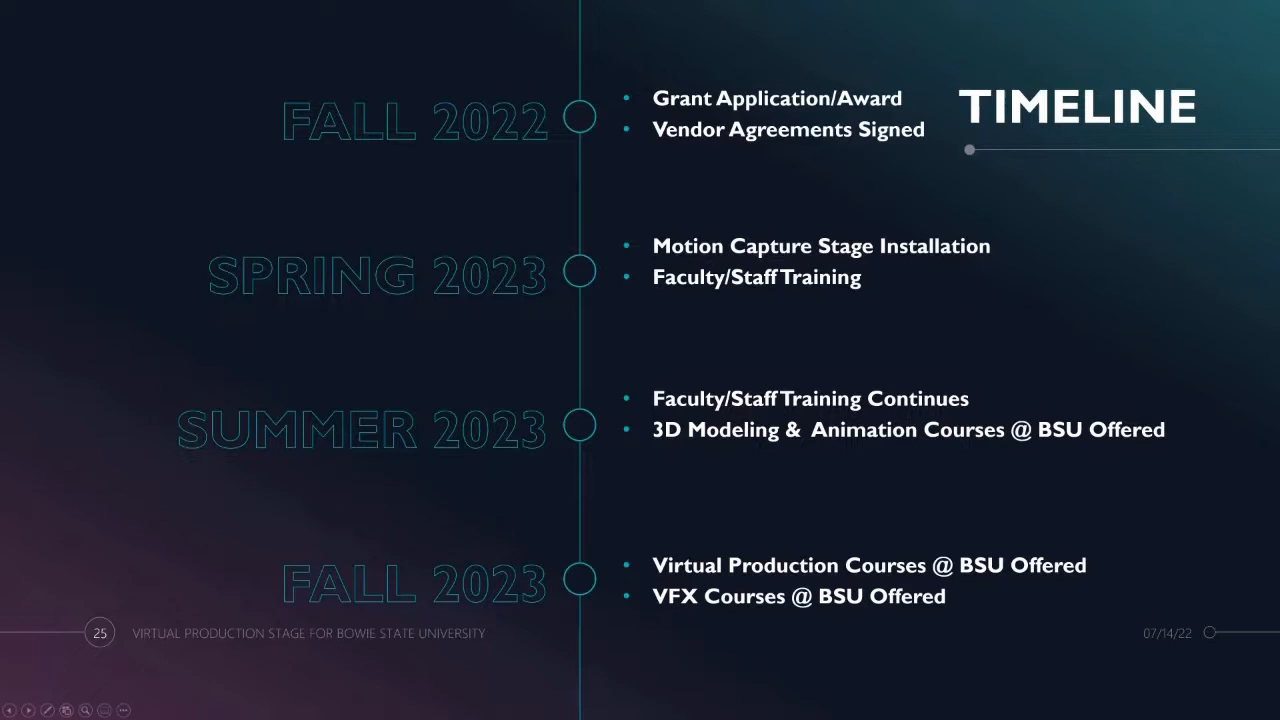 TIMELINE
FALL 2022
• Grant Application/Award
• Vendor Agreements Signed
SPRING 2023
• Motion Capture Stage Installation
• Faculty/Staff Training
SUMMER 2023
• Faculty/Staff Training Continues
• 3D Modeling & Animation Courses @ BSU Offered
FALL 2023
• Virtual Production Courses @ BSU Offered
• VFX Courses @ BSU Offered
25
VIRTUAL PRODUCTION STAGE FOR BOWIE STATE UNIVERSITY
07/14/22